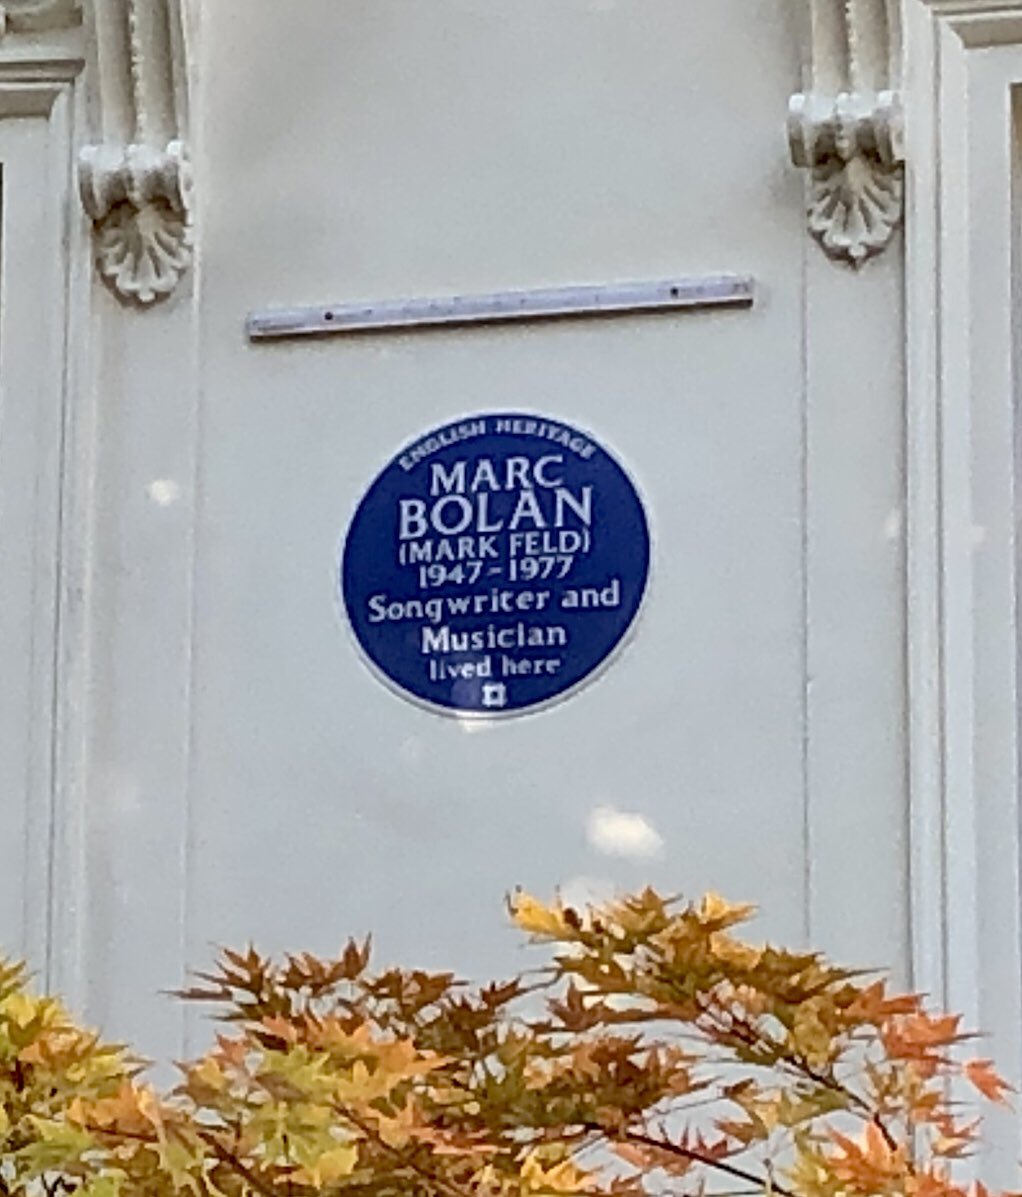 ENGLISH HERITAGE
MARC
BOLAN
(MARK FELD)
1947-1977
Songwriter and
Musician
lived here